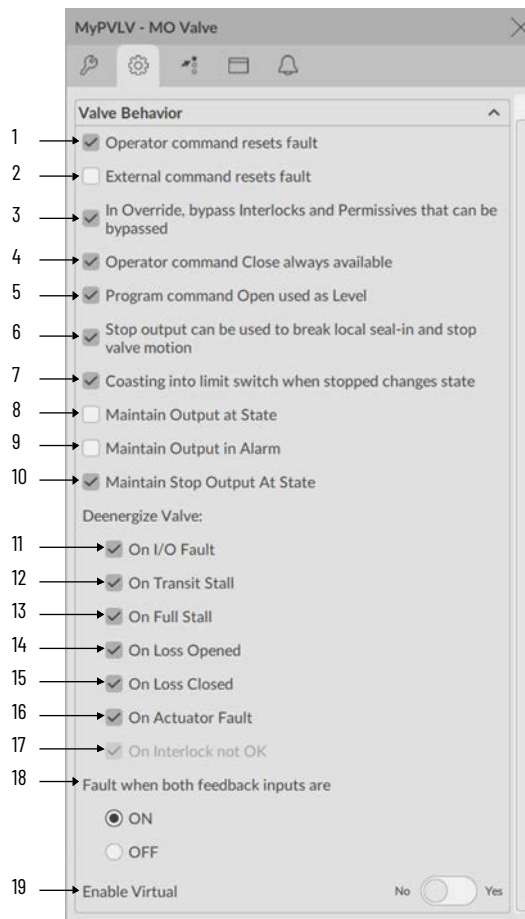 MyPVLV - MO Valve
Valve Behavior
1 Operator command resets fault
2 External command resets fault
3 In Override, bypass Interlocks and Permissives that can be
bypassed
4 Operator command Close always available
5 Program command Open used as Level
6 Stop output can be used to break local seal-in and stop
valve motion
7 Coasting into limit switch when stopped changes state
8 Maintain Output at State
9 Maintain Output in Alarm
10 Maintain Stop Output At State
Deenergize Valve:
11 On I/O Fault
12 On Transit Stall
13 On Full Stall
14 On Loss Opened
15 On Loss Closed
16 On Actuator Fault
17 On Interlock not OK
18 Fault when both feedback inputs are
ON
OFF
19 Enable Virtual No Yes